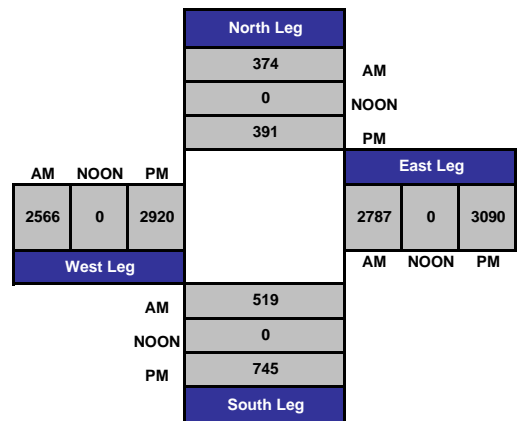 North Leg
374 AM
0 NOON
391 PM
AM NOON PM
East Leg
2566 0 2920
2787 0 3090
West Leg
AM NOON PM
AM 519
NOON 0
PM 745
South Leg